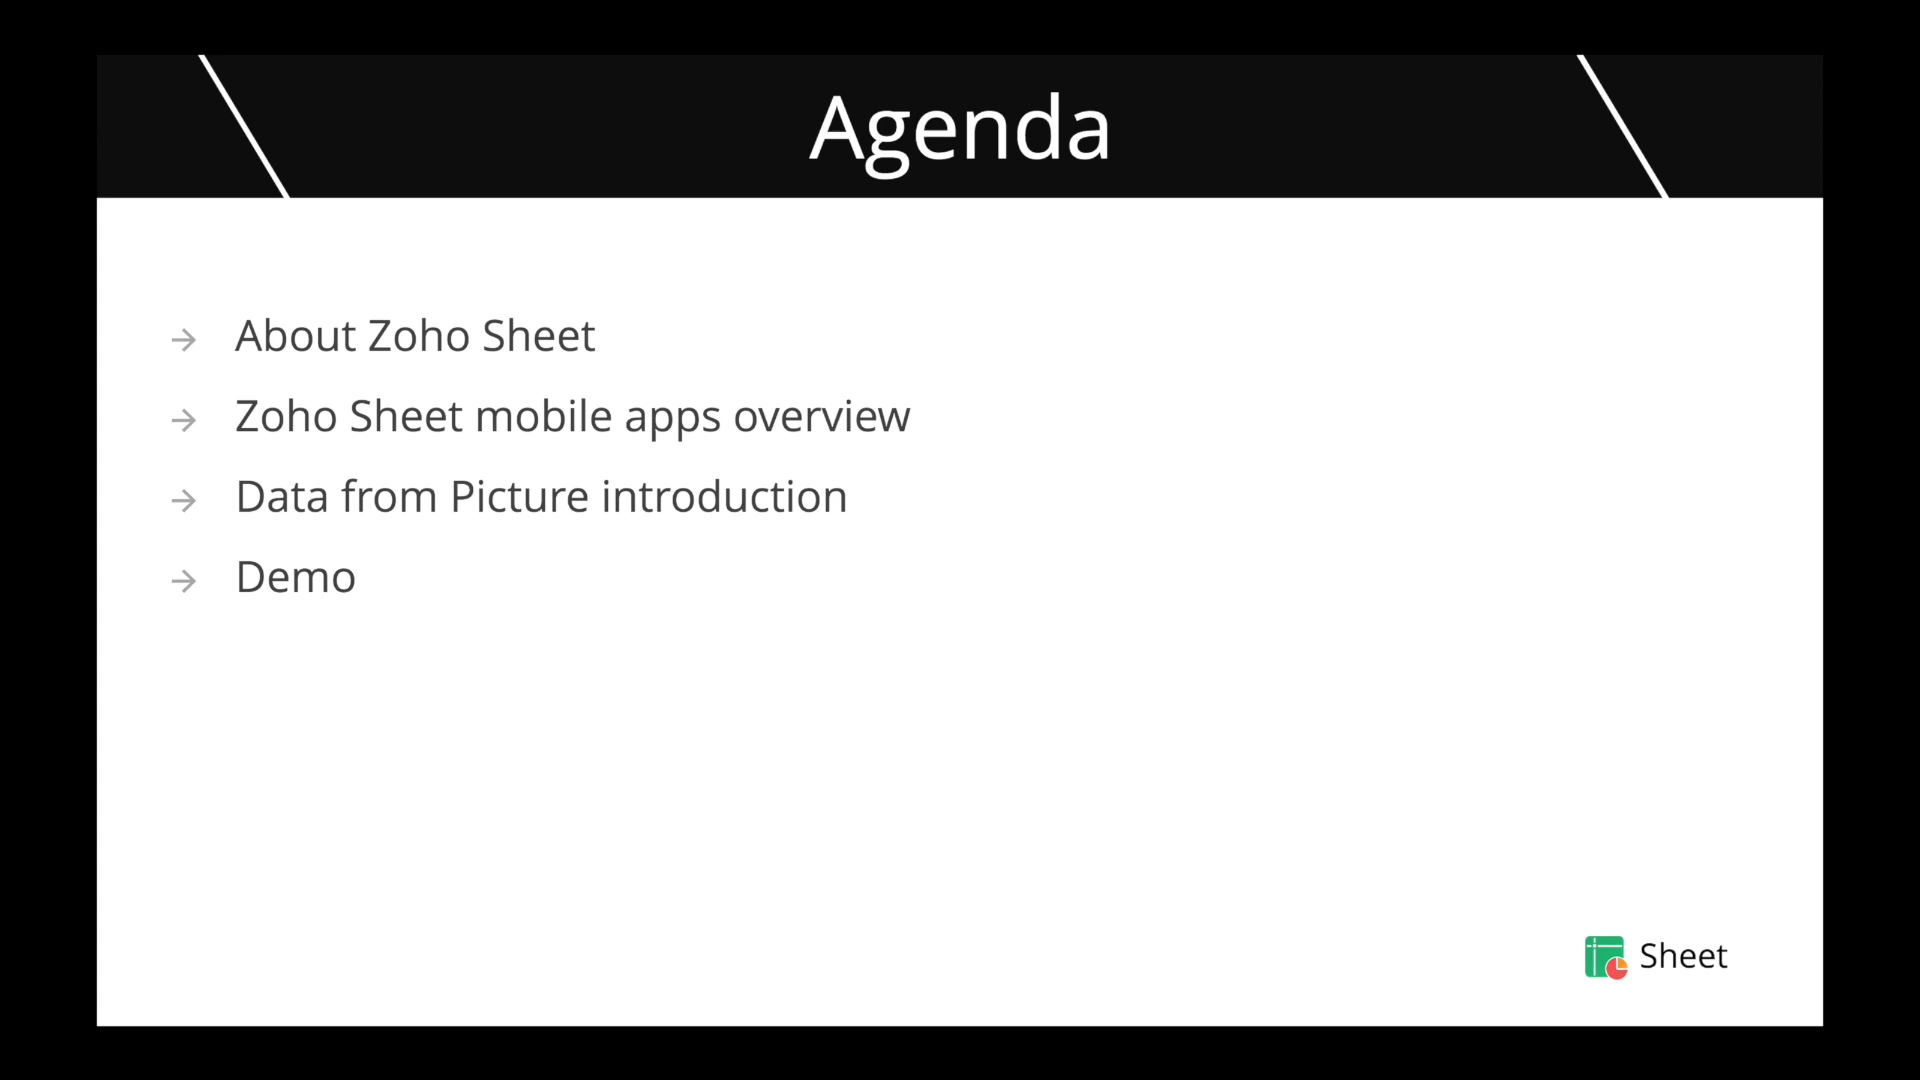 Agenda
→ About Zoho Sheet
→ Zoho Sheet mobile apps overview
→ Data from Picture introduction
→ Demo
Sheet